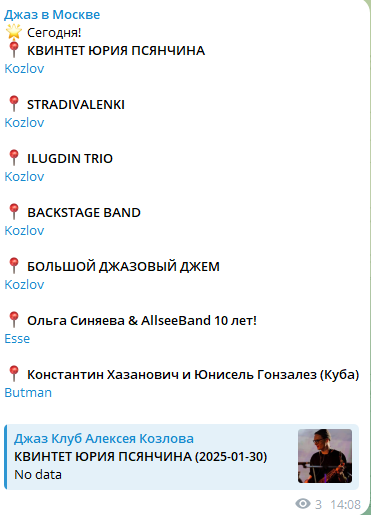 Джаз в Москве
Сегодня!
КВИНТЕТ ЮРИЯ ПСЯНЧИНА
Kozlov
STRADIVALENKI
Kozlov
ILUGDIN TRIO
Kozlov
BACKSTAGE BAND
Kozlov
БОЛЬШОЙ ДЖАЗОВЫЙ ДЖЕМ
Kozlov
Ольга Синяева & AllseeBand 10 лет!
Esse
Константин Хазанович и Юнисель Гонзалез (Куба)
Butman
Джаз Клуб Алексея Козлова
КВИНТЕТ ЮРИЯ ПСЯНЧИНА (2025-01-30)
No data
3 14:08